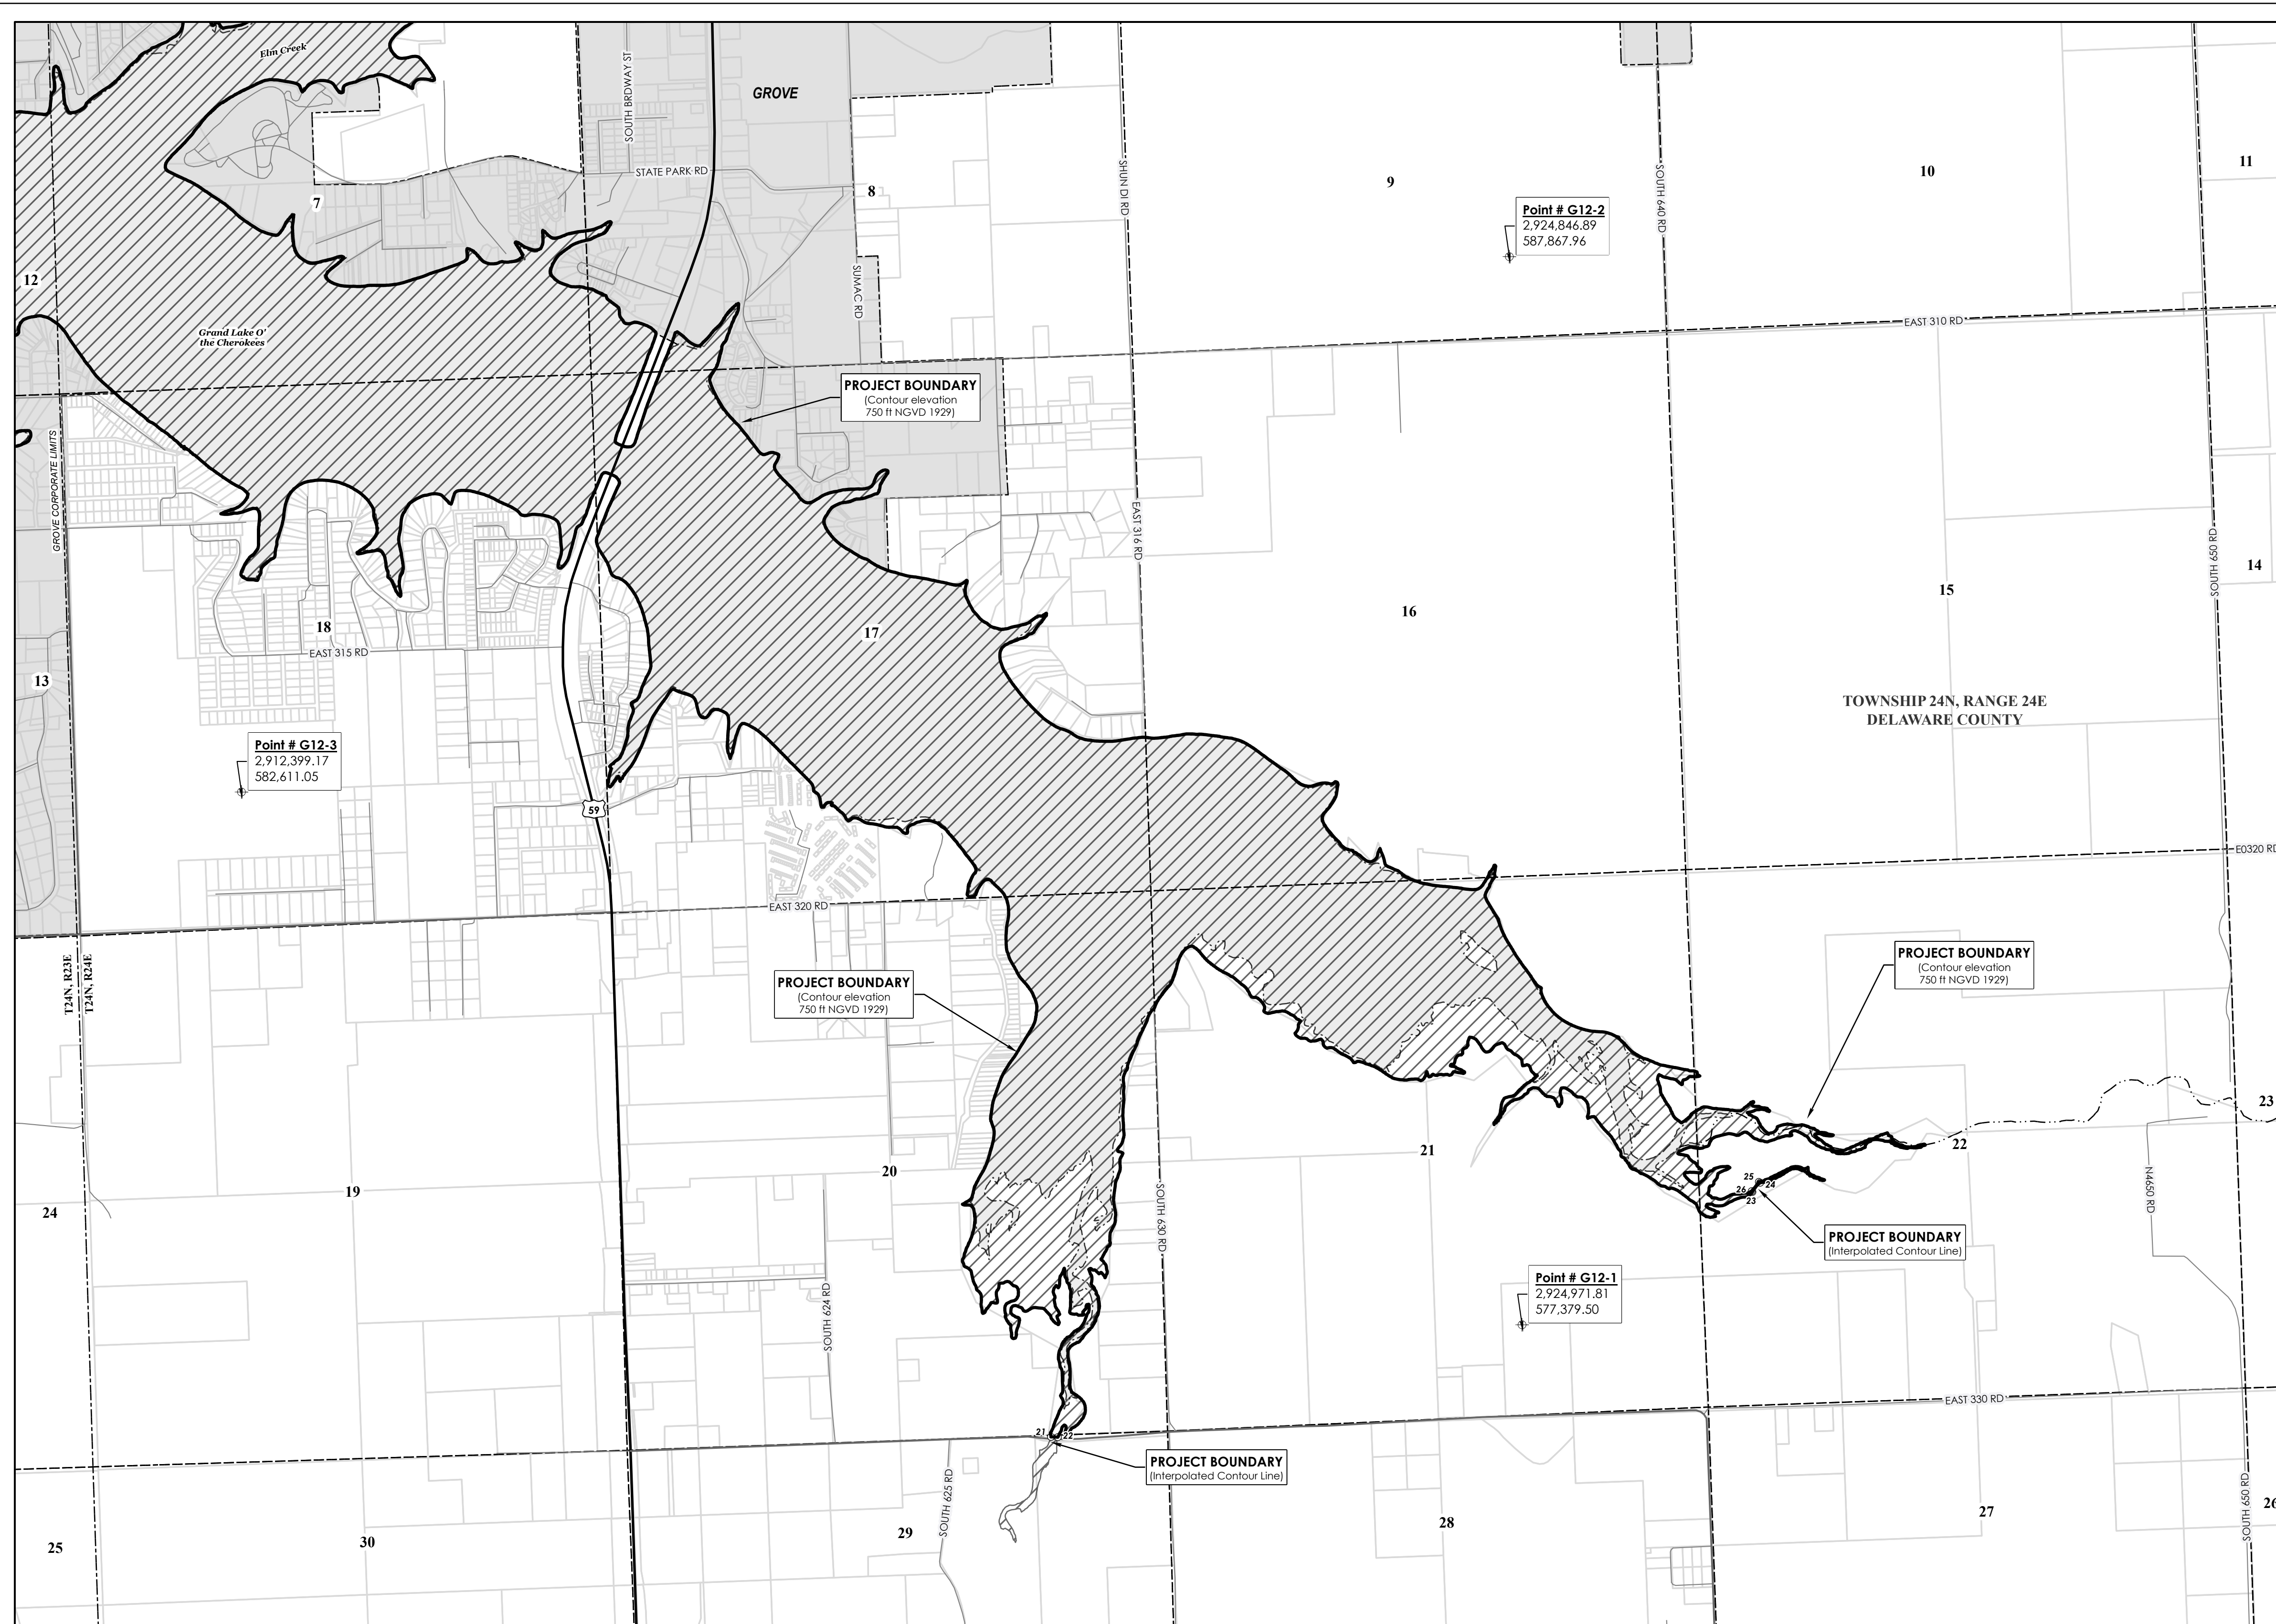 Elm Creek
SOUTH BRDWAY ST
GROVE
STATE PARK RD
7
8
SHUN DI RD
9
SOUTH 640 RD
10
11
Point # G12-2
2,924,846.89
587,867.96
12
Grand Lake O'
the Cherokees
SUMAC RD
EAST 310 RD
PROJECT BOUNDARY
(Contour elevation
750 ft NGVD 1929)
GROVE CORPORATE LIMITS
EAST 316 RD
SOUTH 650 RD
14
15
16
17
18
EAST 315 RD
13
TOWNSHIP 24N, RANGE 24E
DELAWARE COUNTY
Point # G12-3
2,912,399.17
582,611.05
59
E0320 RD
EAST 320 RD
T24N, R23E
T24N, R24E
PROJECT BOUNDARY
(Contour elevation
750 ft NGVD 1929)
PROJECT BOUNDARY
(Contour elevation
750 ft NGVD 1929)
23
22
21
20
19
24
25
24
26
23
N4650 RD
SOUTH 630 RD
PROJECT BOUNDARY
(Interpolated Contour Line)
Point # G12-1
2,924,971.81
577,379.50
SOUTH 624 RD
EAST 330 RD
21
22
PROJECT BOUNDARY
(Interpolated Contour Line)
SOUTH 625 RD
SOUTH 650 RD
25
30
29
28
27
26